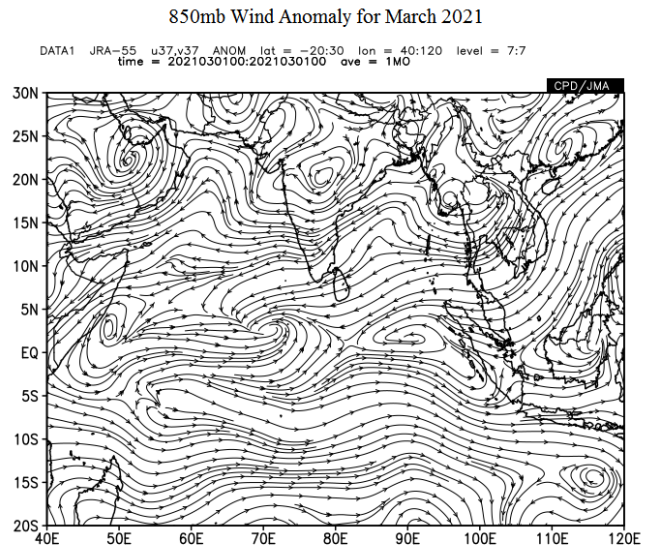 850mb Wind Anomaly for March 2021
DATA1 JRA-55 u37,v37 ANOM lat = -20:30 lon = 40:120 level = 7:7
time = 2021030100:2021030100 ave = 1MO
CPD/JMA
30N
25N
20N
15N
10N
5N
EQ
5S
10S
15S
20S
40E 50E 60E 70E 80E 90E 100E 110E 120E